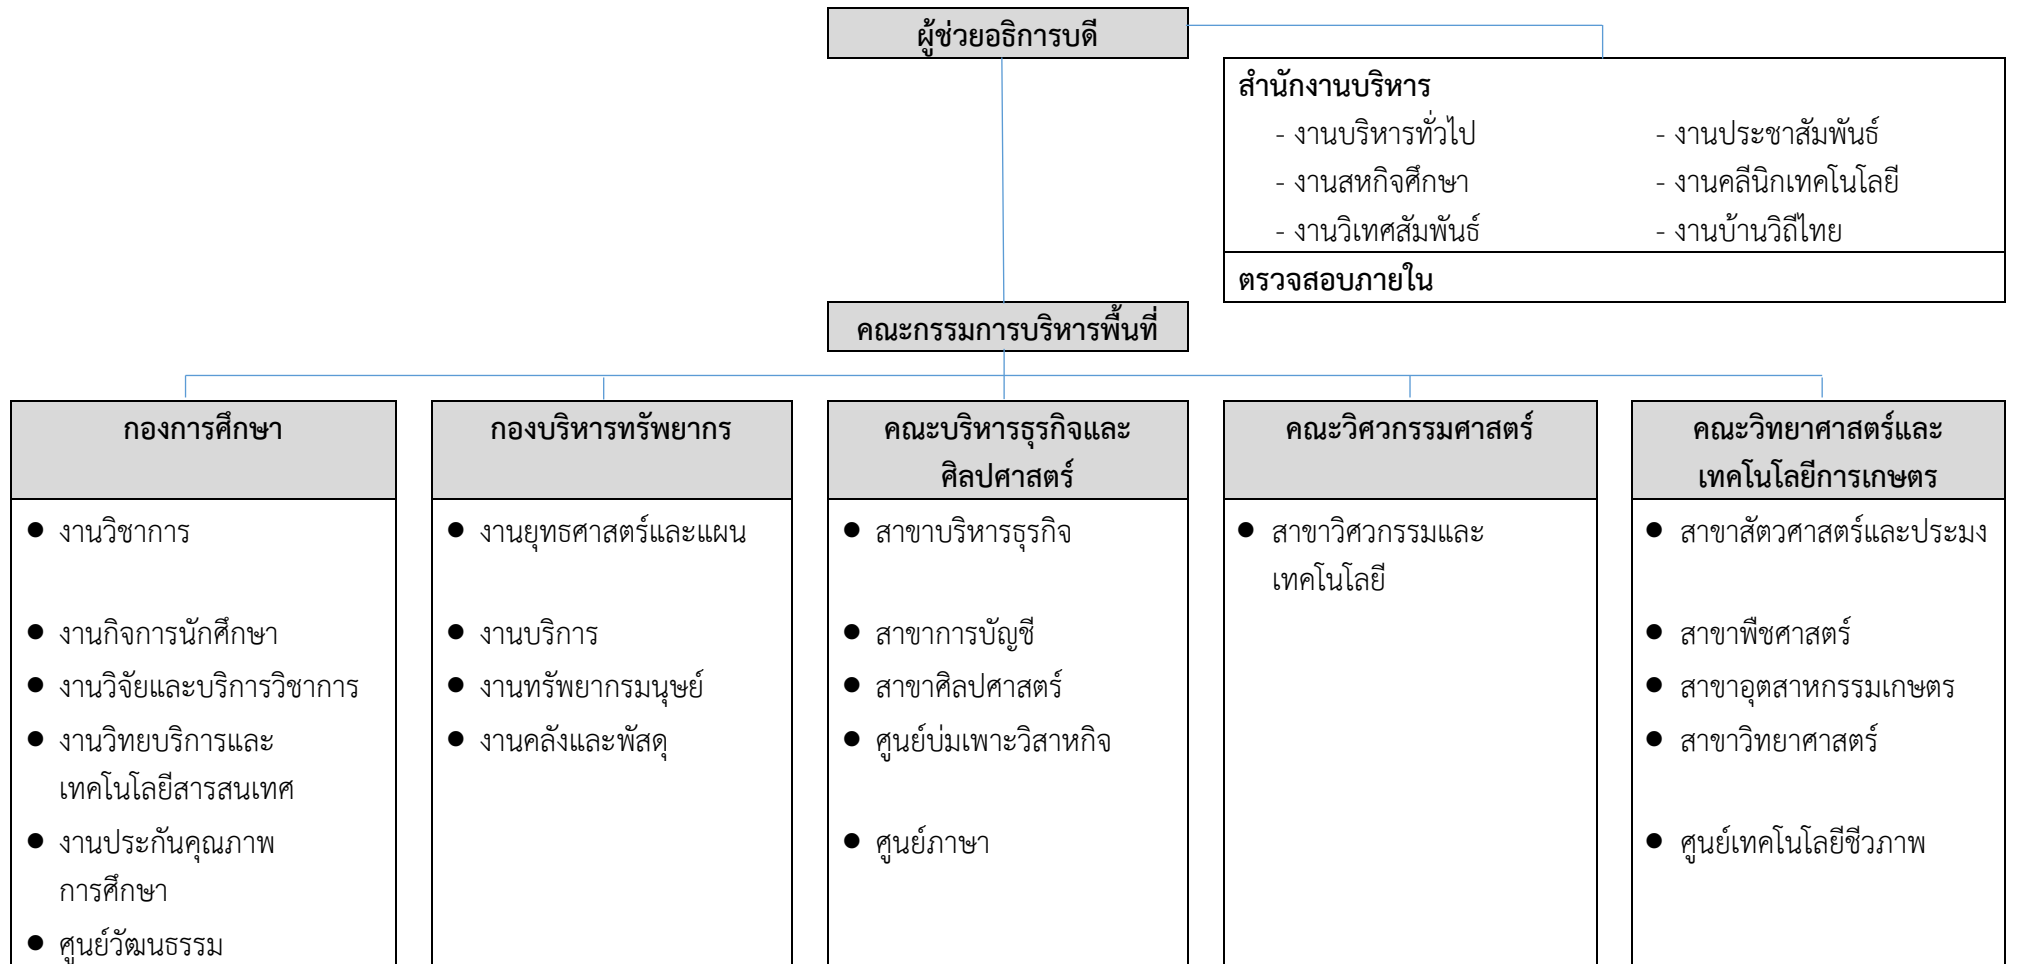 ผู้ช่วยอธิการบดี
สำนักงานบริหาร
- งานบริหารทั่วไป - งานประชาสัมพันธ์
- งานสหกิจศึกษา - งานคลีนิกเทคโนโลยี
- งานวิเทศสัมพันธ์ - งานบ้านวิถีไทย
ตรวจสอบภายใน
คณะกรรมการบริหารพื้นที่
กองการศึกษา
● งานวิชาการ
● งานกิจการนักศึกษา
● งานวิจัยและบริการวิชาการ
● งานวิทยบริการและ
เทคโนโลยีสารสนเทศ
● งานประกันคุณภาพ
การศึกษา
● ศูนย์วัฒนธรรม
กองบริหารทรัพยากร
● งานยุทธศาสตร์และแผน
● งานบริการ
● งานทรัพยากรมนุษย์
● งานคลังและพัสดุ
คณะบริหารธุรกิจและ
ศิลปศาสตร์
● สาขาบริหารธุรกิจ
● สาขาการบัญชี
● สาขาศิลปศาสตร์
● ศูนย์บ่มเพาะวิสาหกิจ
● ศูนย์ภาษา
คณะวิศวกรรมศาสตร์
● สาขาวิศวกรรมและ
เทคโนโลยี
คณะวิทยาศาสตร์และ
เทคโนโลยีการเกษตร
● สาขาสัตวศาสตร์และประมง
● สาขาพืชศาสตร์
● สาขาอุตสาหกรรมเกษตร
● สาขาวิทยาศาสตร์
● ศูนย์เทคโนโลยีชีวภาพ